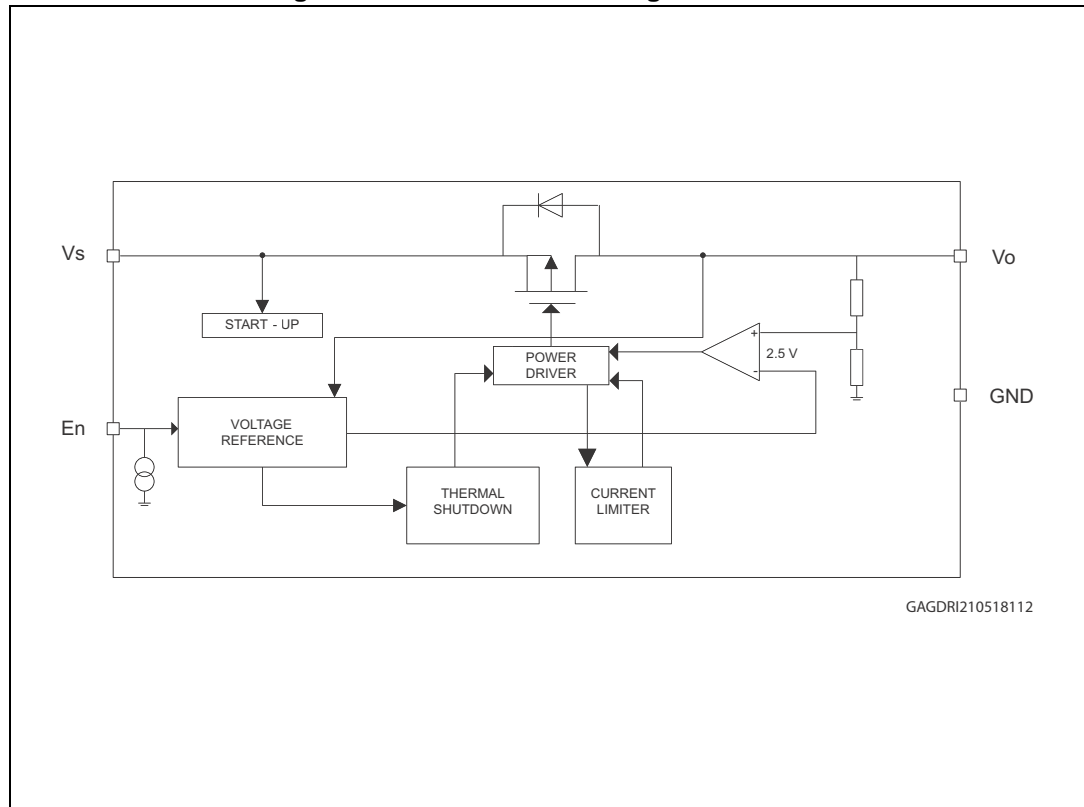 Vs
Vo
START - UP
+
2.5 V
-
POWER
DRIVER
GND
En
VOLTAGE
REFERENCE
THERMAL
SHUTDOWN
CURRENT
LIMITER
GAGDRI210518112